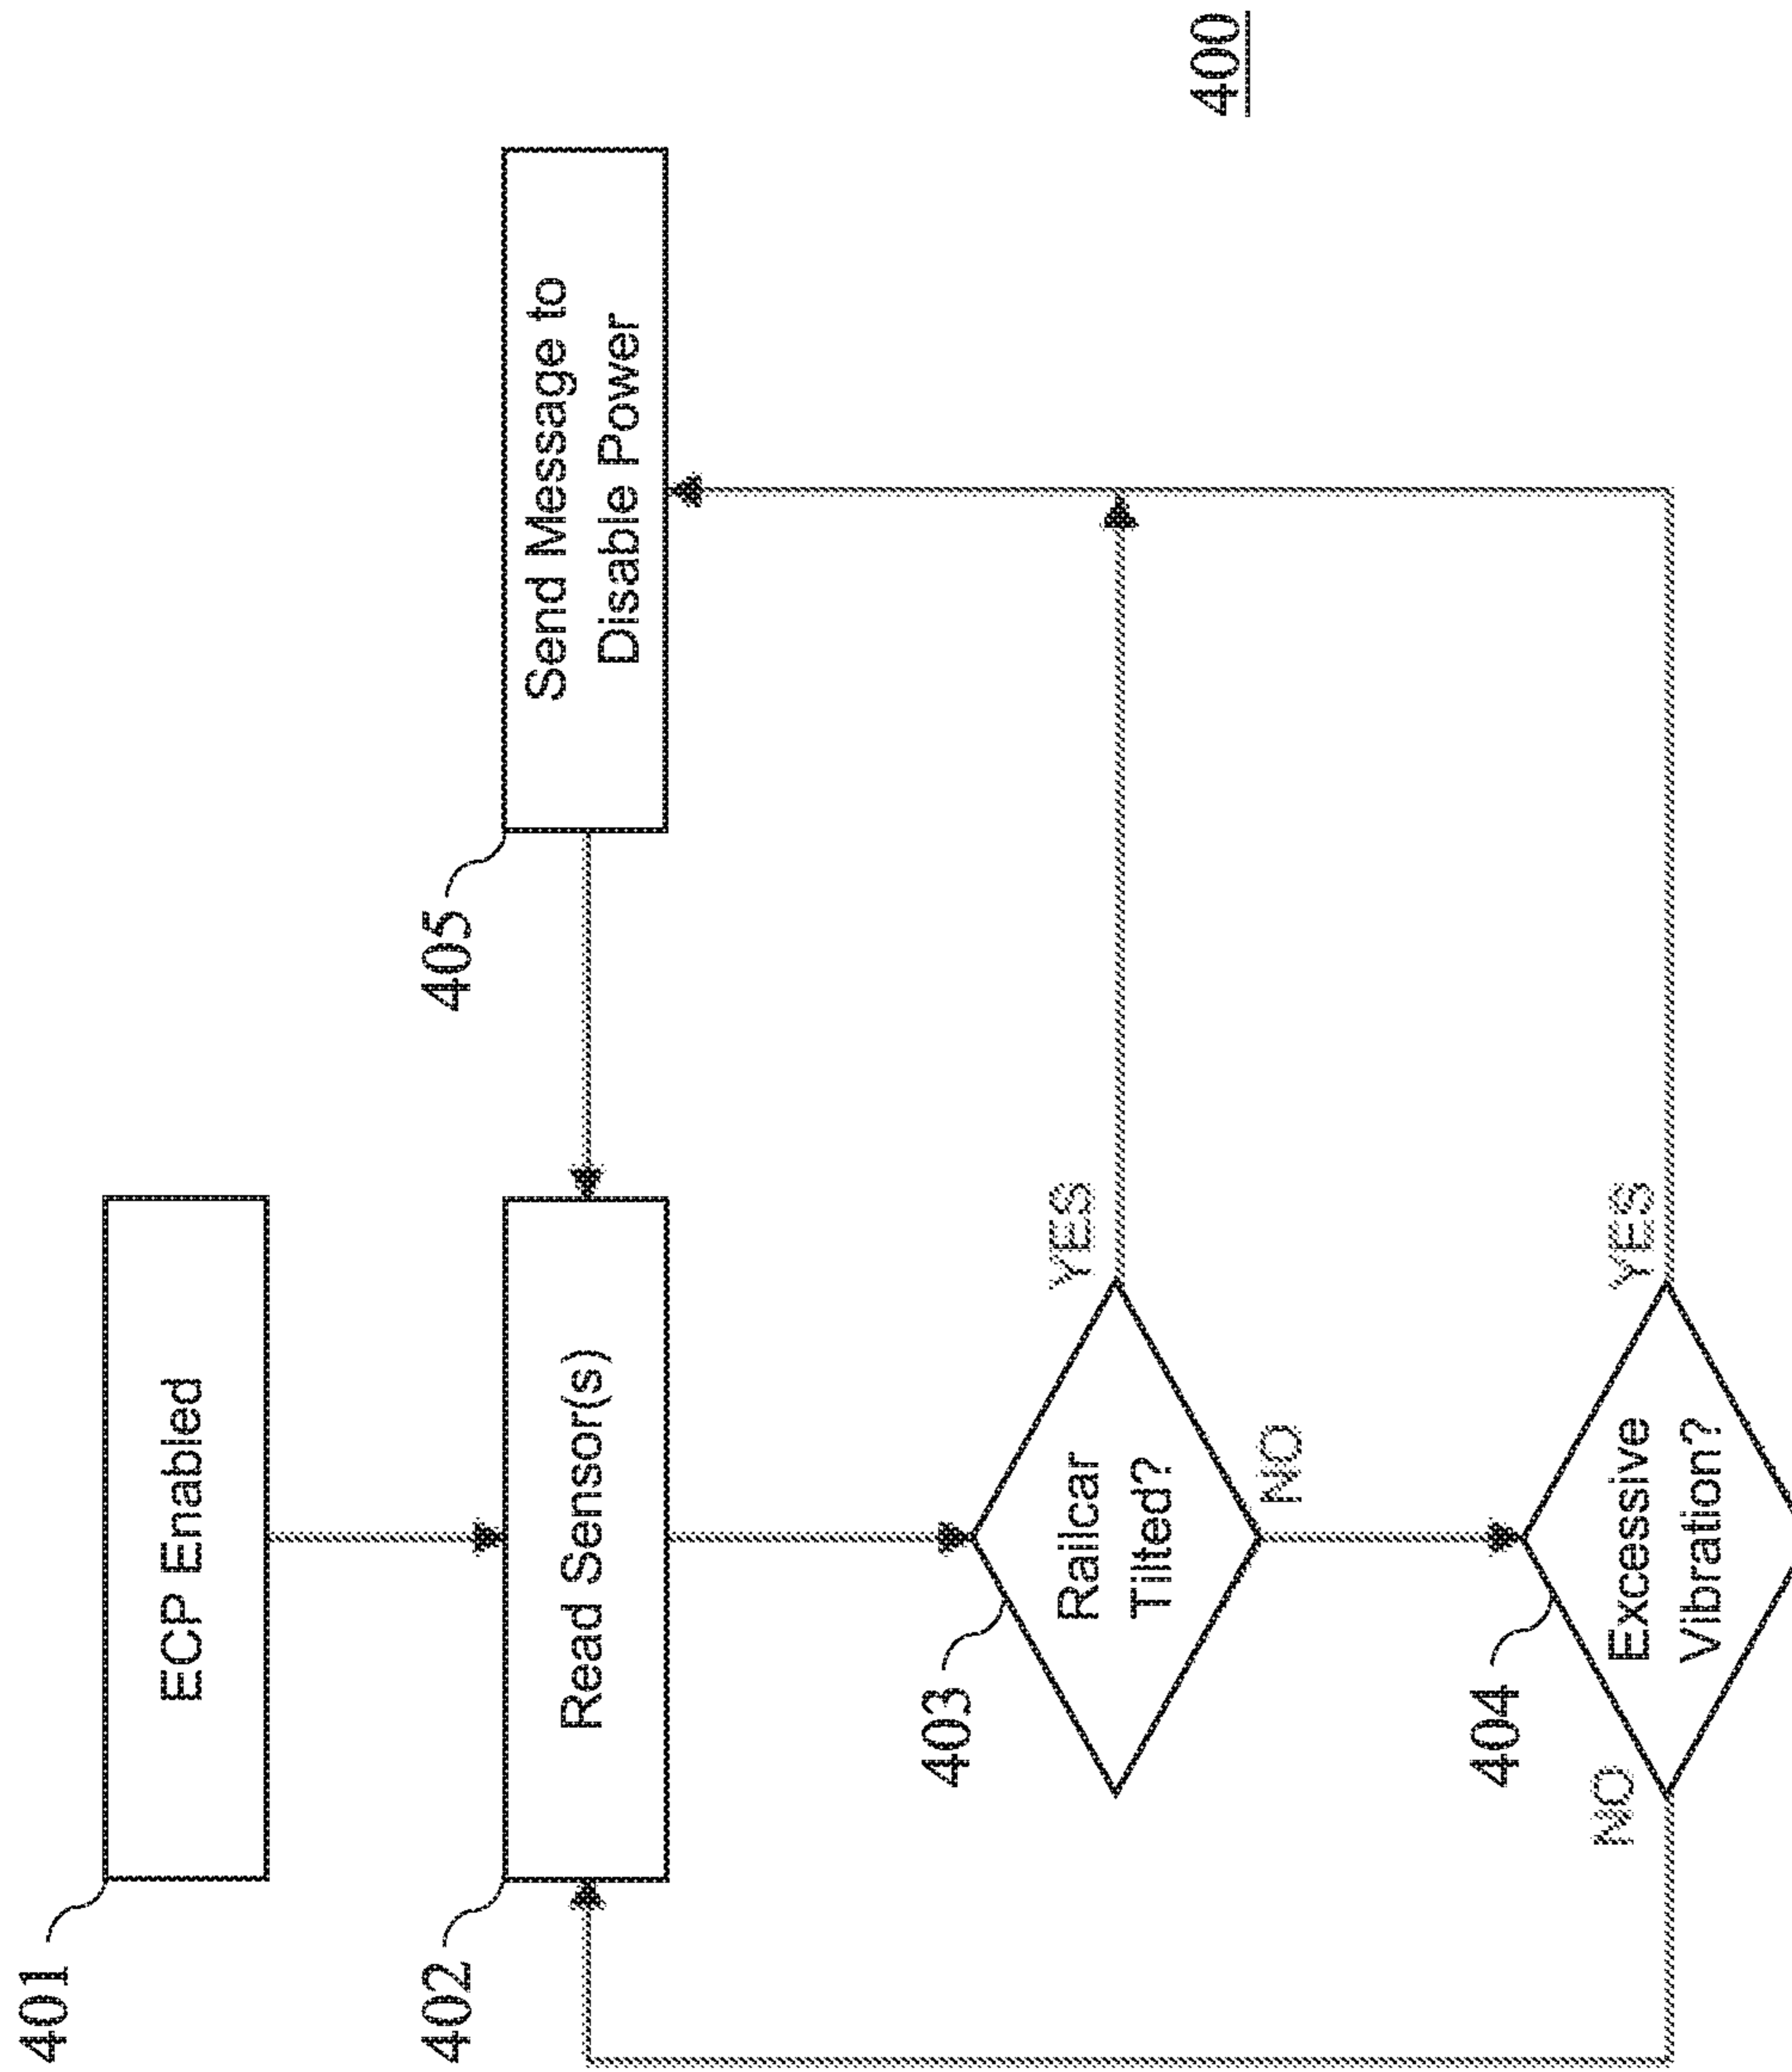 401
ECP Enabled
402
Read Sensor(s)
405
Send Message to
Disable Power
403
Railcar
Tilted?
YES
NO
404
Excessive
Vibration?
YES
NO
400